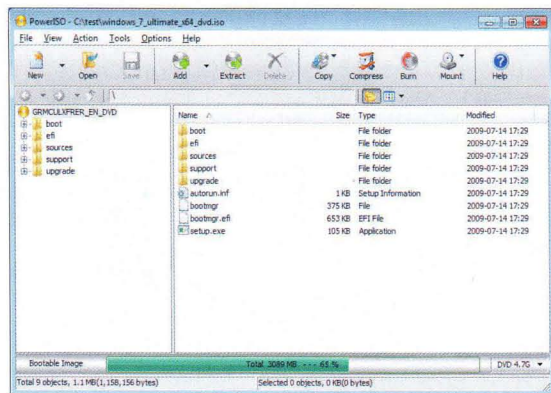 PowerISO - C:\test\windows_7_ultimate_x64_dvd.iso
File View Action Tools Options Help
New Open Save Add Extract Delete Copy Compress Burn Mount Help
\
GRMCULXFRER_EN_DVD
boot
efi
sources
support
upgrade
Name Size Type Modified
boot File folder 2009-07-14 17:29
efi File folder 2009-07-14 17:29
sources File folder 2009-07-14 17:29
support File folder 2009-07-14 17:29
upgrade File folder 2009-07-14 17:29
autorun.inf 1 KB Setup Information 2009-07-14 17:29
bootmgr 375 KB File 2009-07-14 17:29
bootmgr.efi 653 KB EFI File 2009-07-14 17:29
setup.exe 105 KB Application 2009-07-14 17:29
Bootable Image Total 3089 MB --- 65 % DVD 4.7G
Total 9 objects, 1.1 MB(1,158,156 bytes) Selected 0 objects, 0 KB(0 bytes)